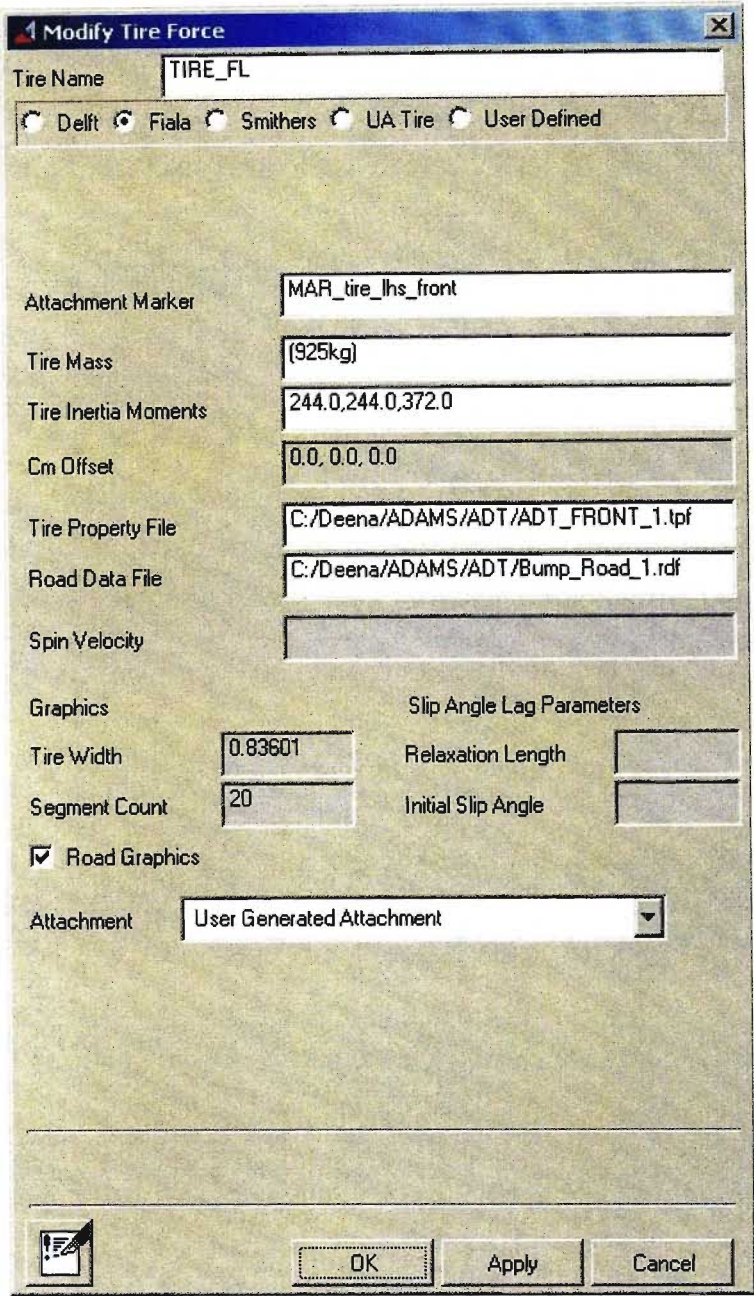 Modify Tire Force
Tire Name TIRE_FL
Delft Fiala Smithers UA Tire User Defined
Attachment Marker MAR_tire_lhs_front
Tire Mass (925kg)
Tire Inertia Moments 244.0,244.0,372.0
Cm Offset 0.0, 0.0, 0.0
Tire Property File C:/Deena/ADAMS/ADT/ADT_FRONT_1.tpf
Road Data File C:/Deena/ADAMS/ADT/Bump_Road_1.rdf
Spin Velocity
Graphics Slip Angle Lag Parameters
Tire Width 0.83601 Relaxation Length
Segment Count 20 Initial Slip Angle
Road Graphics
Attachment User Generated Attachment
OK Apply Cancel